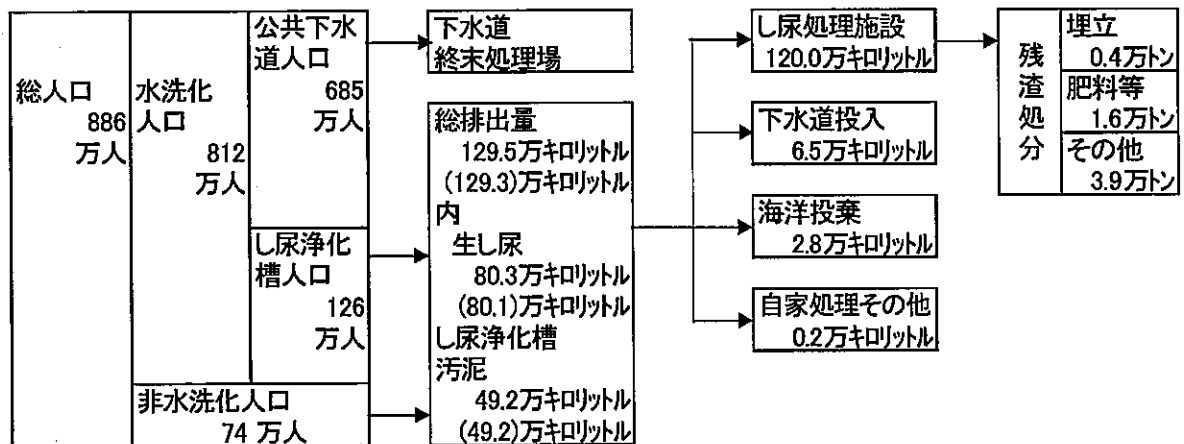 総人口
886
万人
水洗化
人口
812
万人
公共下水
道人口
685
万人
し尿浄化
槽人口
126
万人
非水洗化人口
74 万人
下水道
終末処理場
総排出量
129.5万キロリットル
(129.3)万キロリットル
内
生し尿
80.3万キロリットル
(80.1)万キロリットル
し尿浄化槽
汚泥
49.2万キロリットル
(49.2)万キロリットル
し尿処理施設
120.0万キロリットル
下水道投入
6.5万キロリットル
海洋投棄
2.8万キロリットル
自家処理その他
0.2万キロリットル
残
渣
処
分
埋立
0.4万トン
肥料等
1.6万トン
その他
3.9万トン